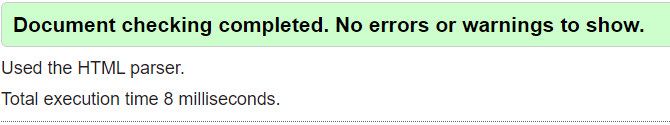 Document checking completed. No errors or warnings to show.
Used the HTML parser.
Total execution time 8 milliseconds.